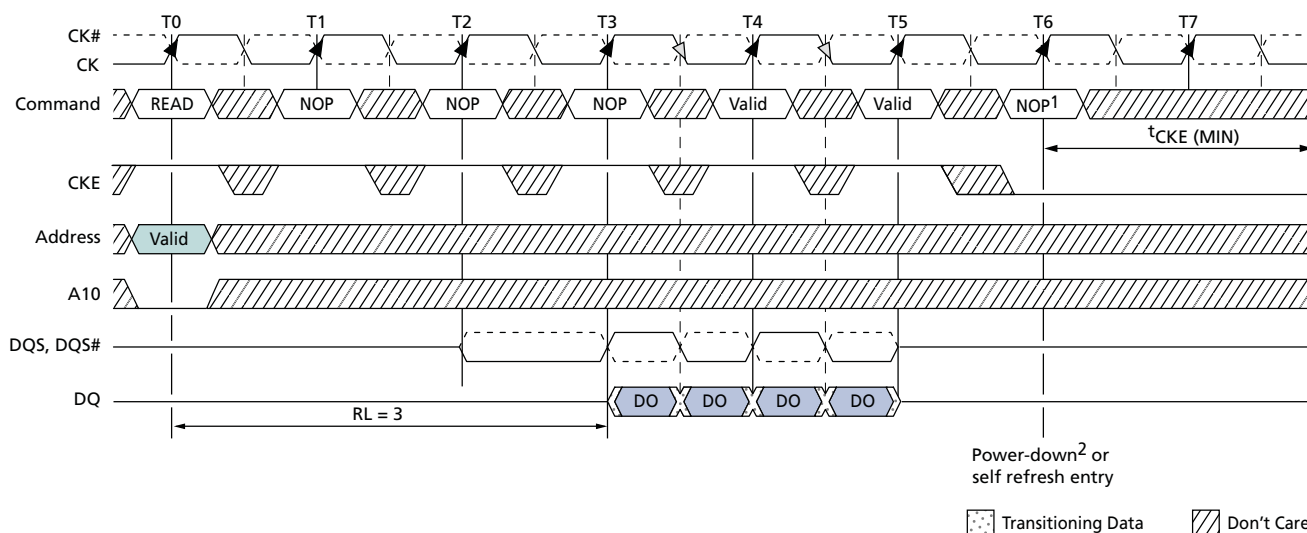 T0 T1 T2 T3 T4 T5 T6 T7
CK#
CK
Command READ NOP NOP NOP Valid Valid NOP1
tCKE (MIN)
CKE
Address Valid
A10
DQS, DQS#
DQ DO DO DO DO
RL = 3
Power-down2 or
self refresh entry
Transitioning Data Don't Care